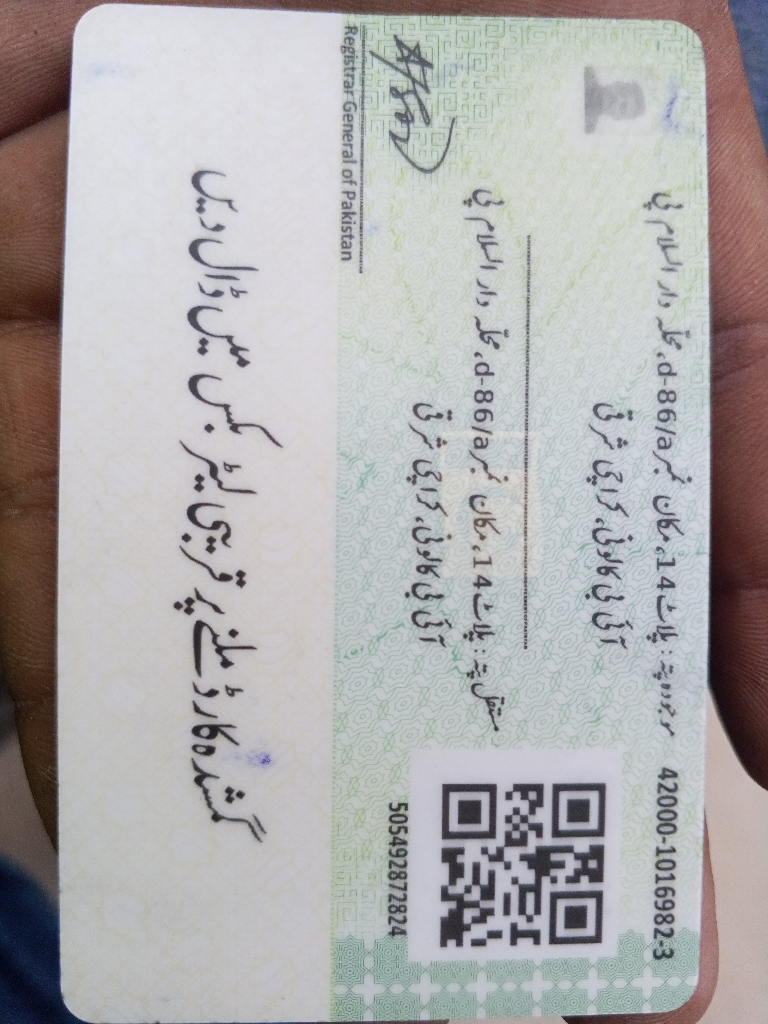 42000-1016982-3
موجودہ پتہ: پلاٹ 14، مکان نمبر d-86/a، محلّہ دار السلام پی
آئی بی کالونی، کراچی شرقی
مستقل پتہ: پلاٹ 14، مکان نمبر d-86/a، محلّہ دار السلام پی
آئی بی کالونی، کراچی شرقی
505492872824
Registrar General of Pakistan
گمشدہ کارڈ ملنے پر قریبی لیٹر بکس میں ڈال دیں